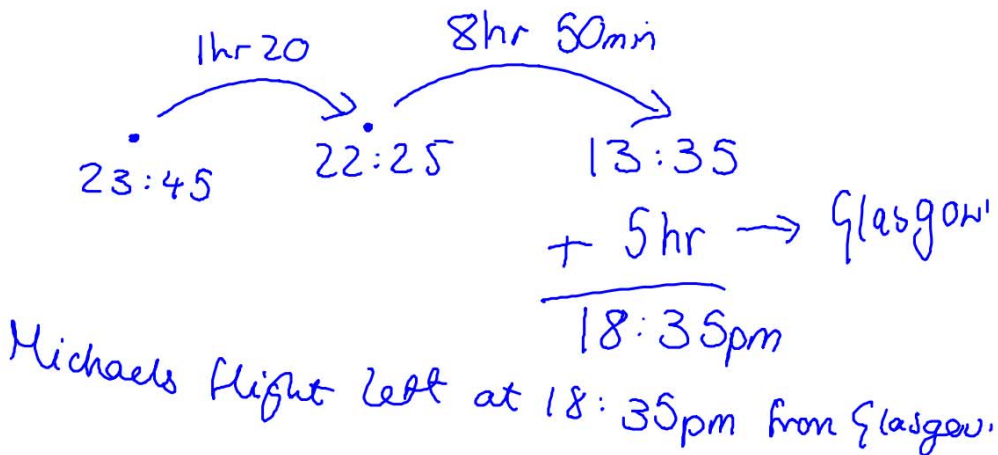 1hr 20 8hr 50min
23:45 22:25 13:35
+ 5hr → Glasgow
18:35pm
Michaels flight left at 18:35pm from Glasgow.